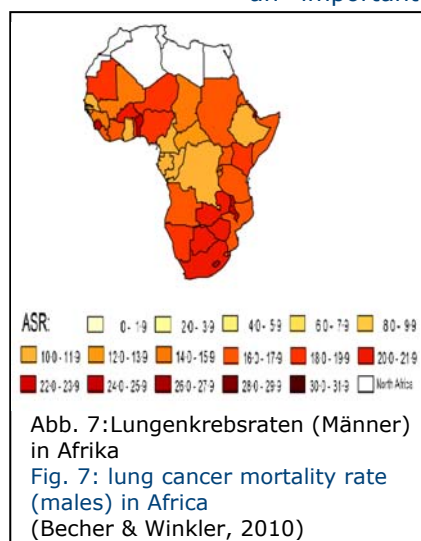 an important
ASR: 0-1·9 2·0-3·9 4·0-5·9 6·0-7·9 8·0-9·9
10·0-11·9 12·0-13·9 14·0-15·9 16·0-17·9 18·0-19·9 20·0-21·9
22·0-23·9 24·0-25·9 26·0-27·9 28·0-29·9 30·0-31·9 North Africa
Abb. 7:Lungenkrebsraten (Männer)
in Afrika
Fig. 7: lung cancer mortality rate
(males) in Africa
(Becher & Winkler, 2010)